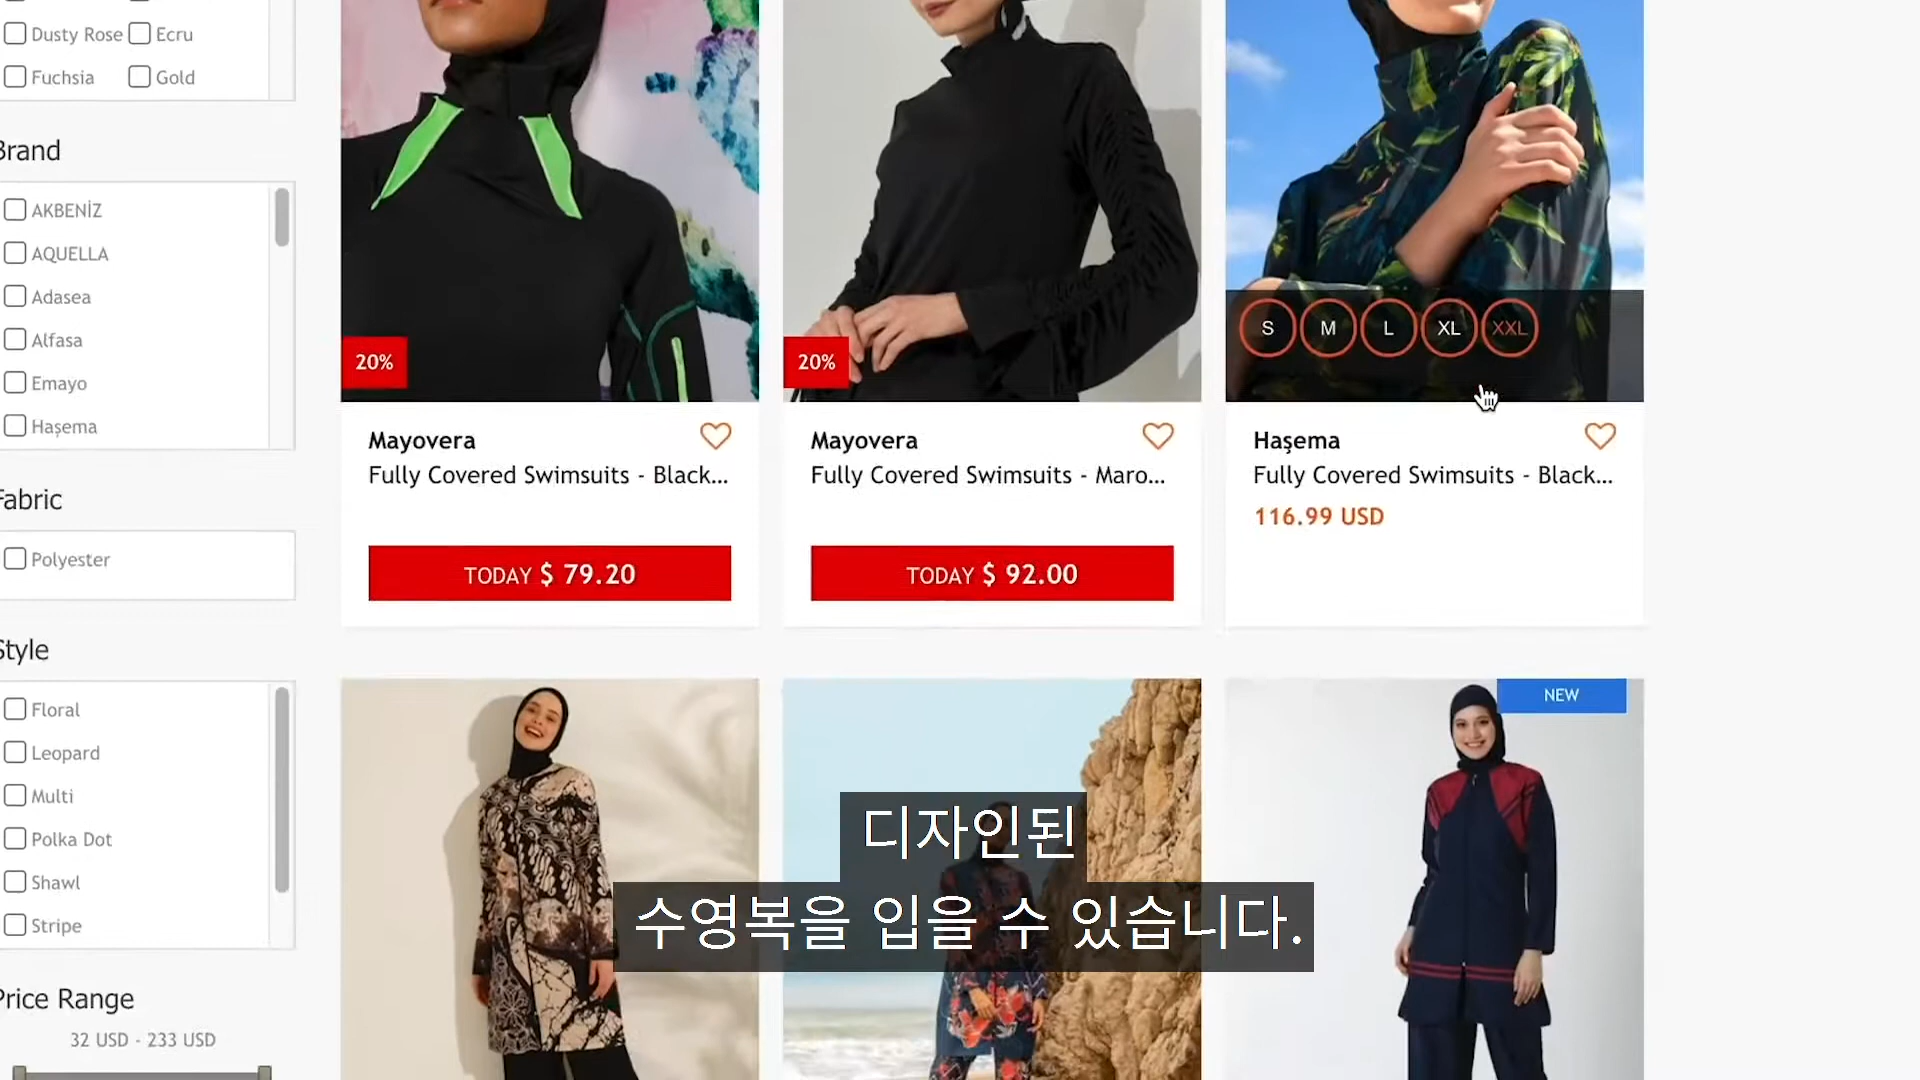 Dusty Rose
Ecru
Fuchsia
Gold
Brand
AKBENİZ
AQUELLA
Adasea
Alfasa
Emayo
Haşema
Fabric
Polyester
Style
Floral
Leopard
Multi
Polka Dot
Shawl
Stripe
Price Range
32 USD - 233 USD
20%
Mayovera
Fully Covered Swimsuits - Black...
TODAY $ 79.20
20%
Mayovera
Fully Covered Swimsuits - Maro...
TODAY $ 92.00
S M L XL XXL
Haşema
Fully Covered Swimsuits - Black...
116.99 USD
NEW
디자인된
수영복을 입을 수 있습니다.